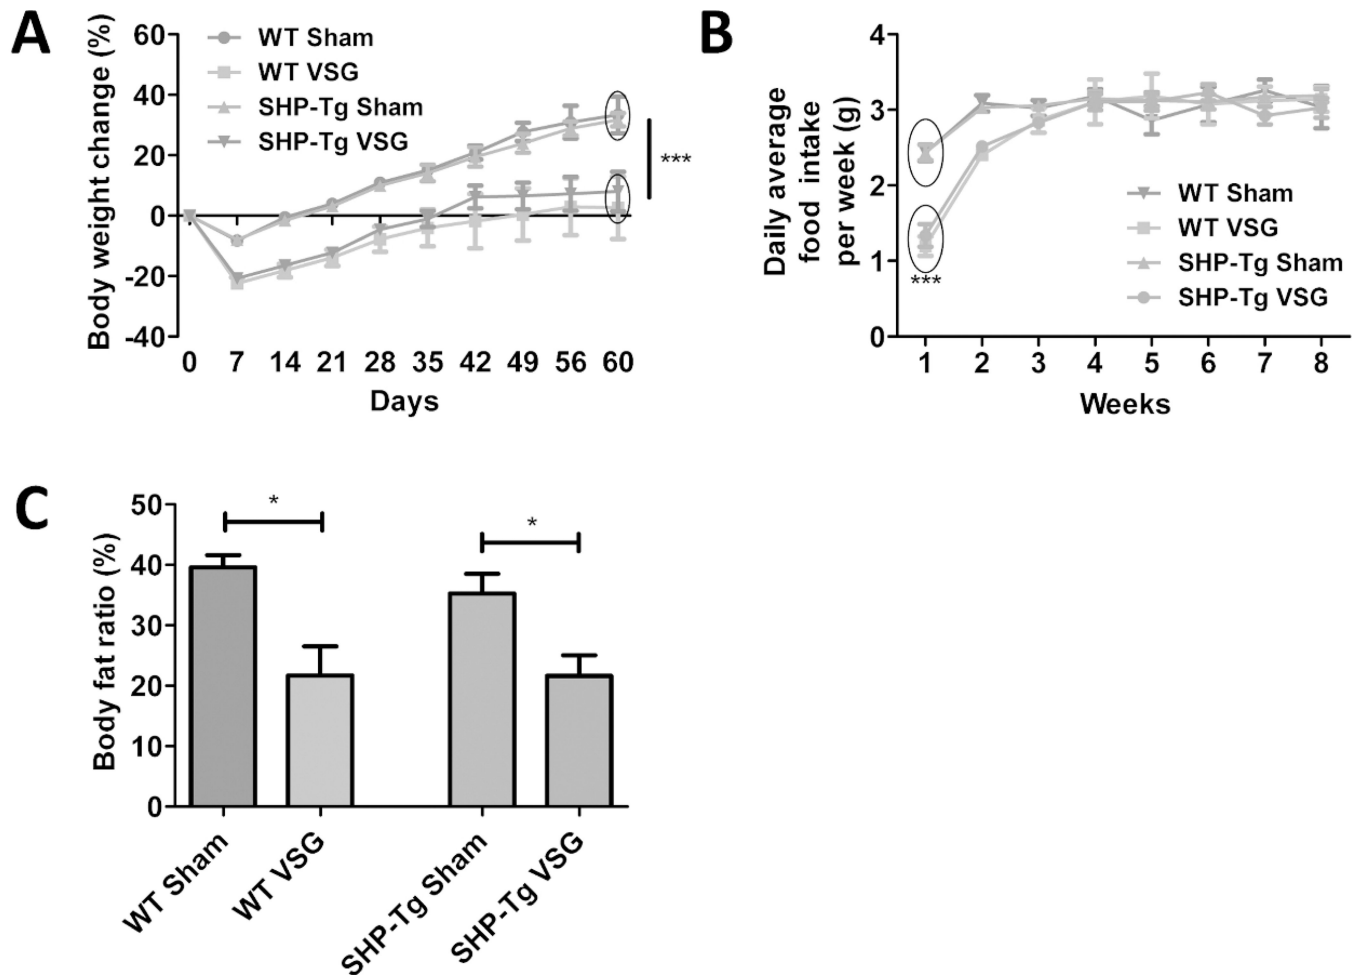 A
Body weight change (%)
60
40
20
0
-20
-40
WT Sham
WT VSG
SHP-Tg Sham
SHP-Tg VSG
***
0 7 14 21 28 35 42 49 56 60
Days
B
Daily average
food intake
per week (g)
4
3
2
1
0
WT Sham
WT VSG
SHP-Tg Sham
SHP-Tg VSG
***
1 2 3 4 5 6 7 8
Weeks
C
Body fat ratio (%)
50
40
30
20
10
0
*
*
WT Sham
WT VSG
SHP-Tg Sham
SHP-Tg VSG